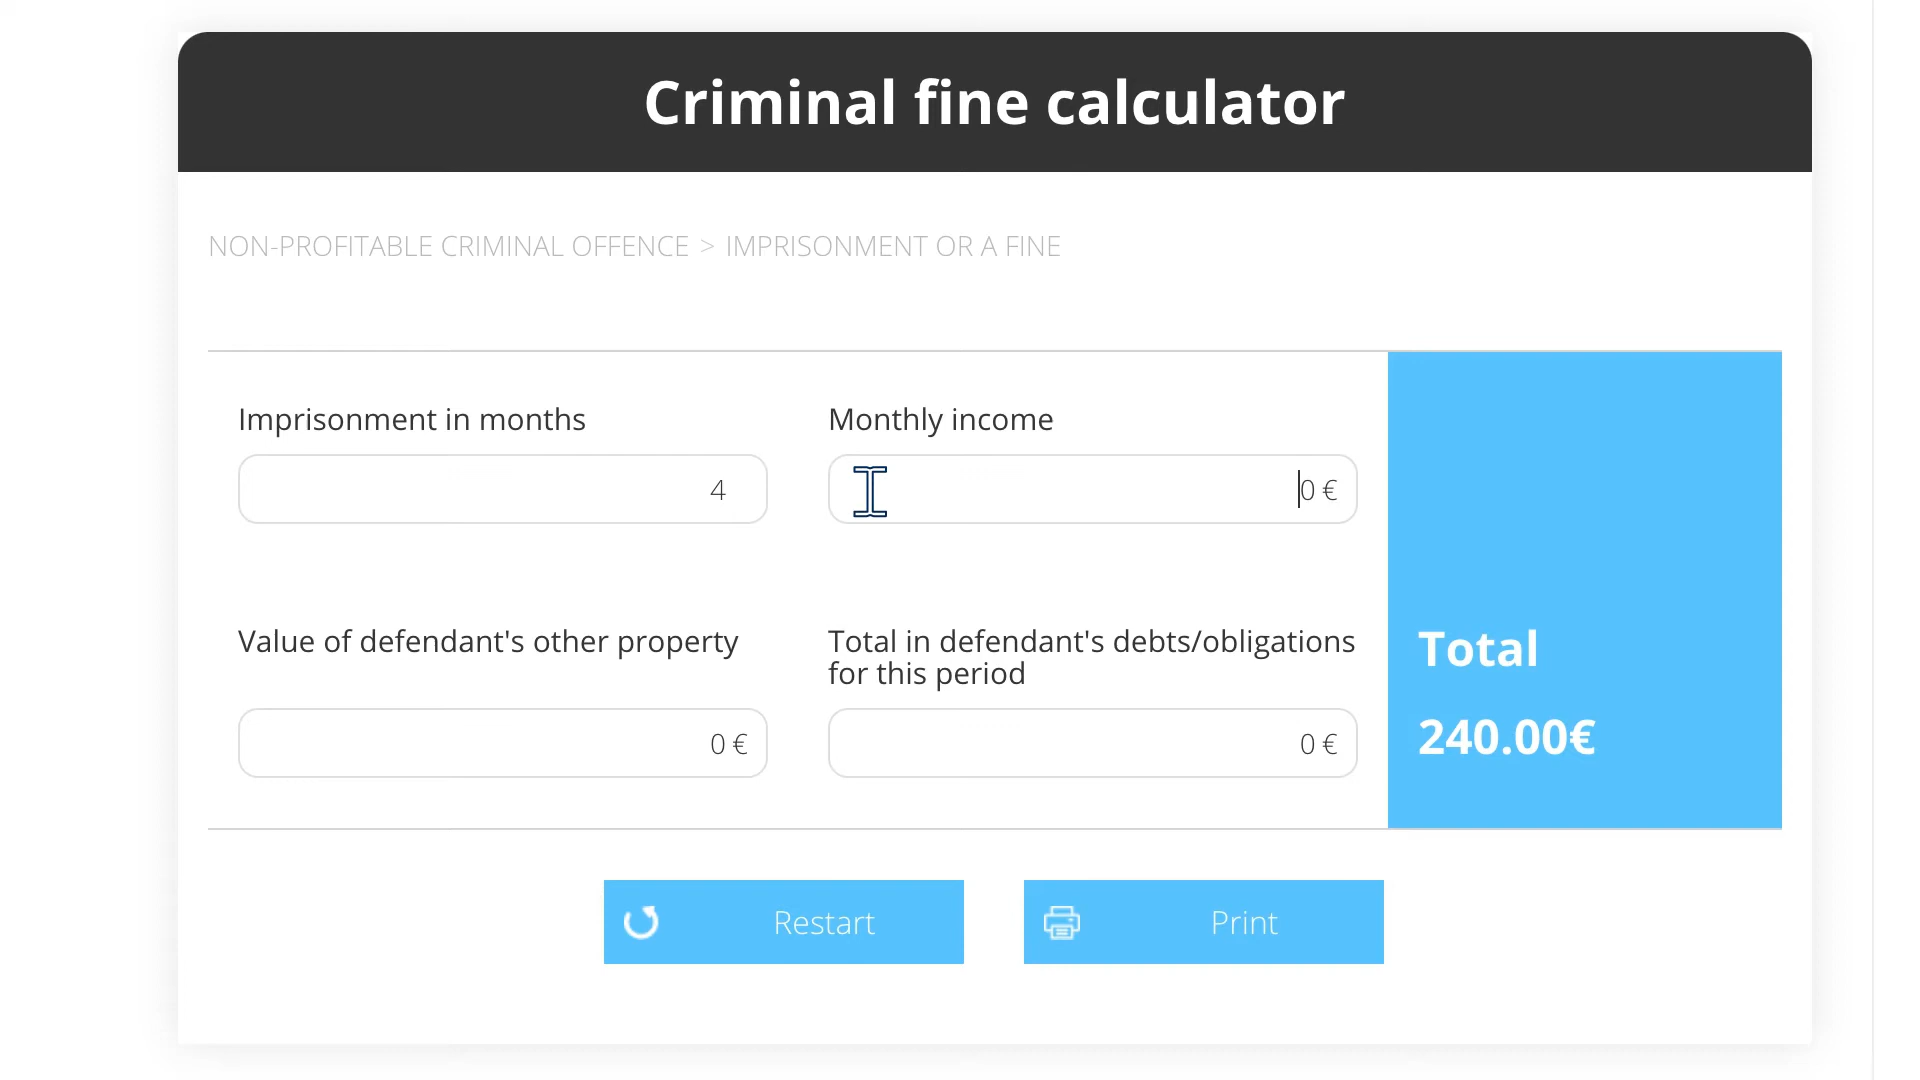 Criminal fine calculator
NON-PROFITABLE CRIMINAL OFFENCE > IMPRISONMENT OR A FINE
Imprisonment in months
Monthly income
4
0 €
Value of defendant's other property
Total in defendant's debts/obligations
for this period
0 €
0 €
Total
240.00€
Restart
Print